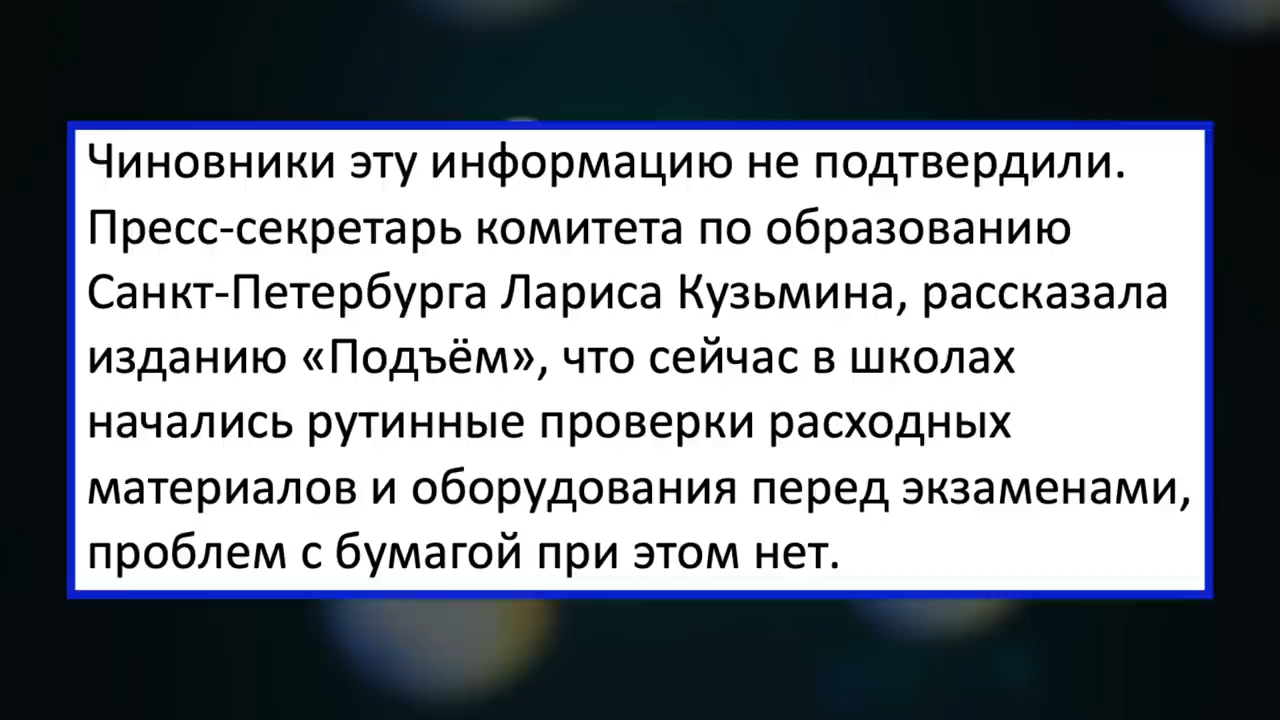 Чиновники эту информацию не подтвердили.
Пресс-секретарь комитета по образованию
Санкт-Петербурга Лариса Кузьмина, рассказала
изданию «Подъём», что сейчас в школах
начались рутинные проверки расходных
материалов и оборудования перед экзаменами,
проблем с бумагой при этом нет.